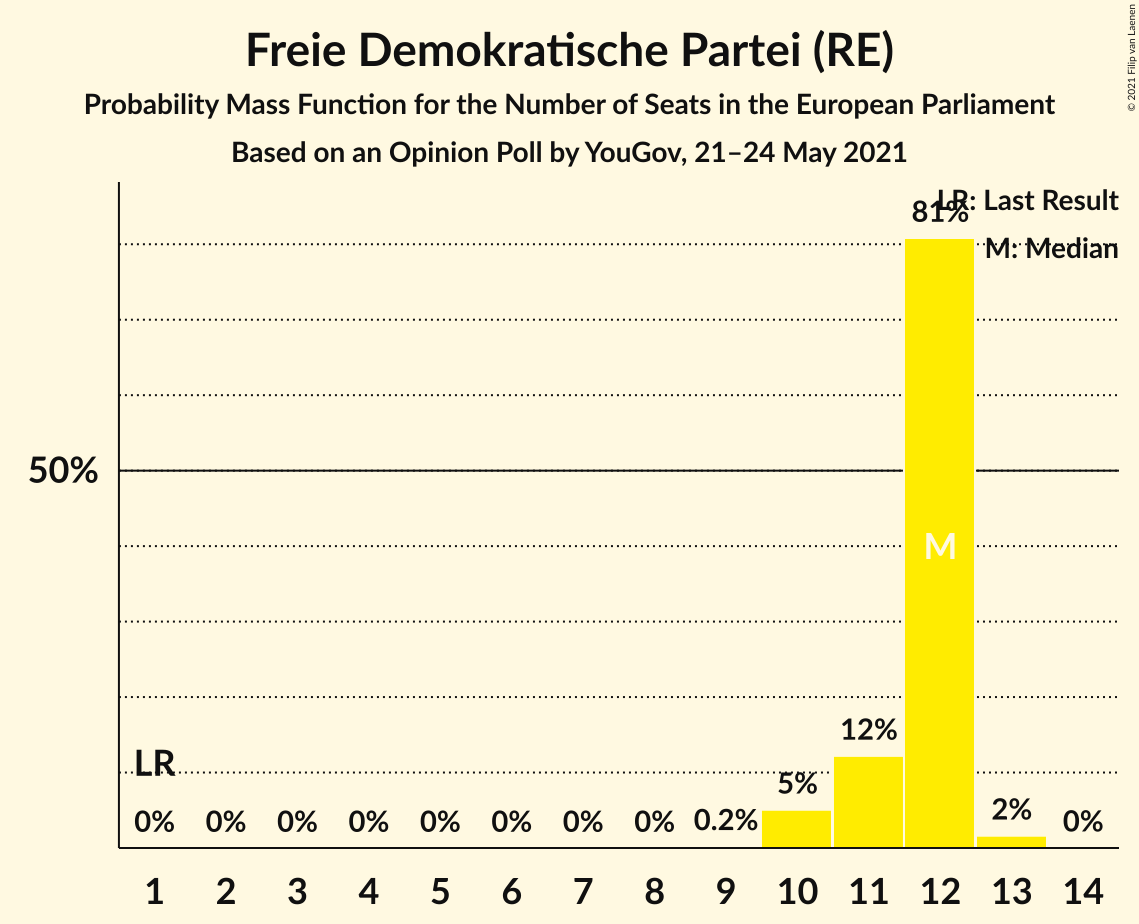 Freie Demokratische Partei (RE)
Probability Mass Function for the Number of Seats in the European Parliament
Based on an Opinion Poll by YouGov, 21–24 May 2021
© 2021 Filip van Laenen
LR: Last Result
M: Median
81%
50%
M
12%
LR
5%
0% 0% 0% 0% 0% 0% 0% 0% 0.2% 2% 0%
1 2 3 4 5 6 7 8 9 10 11 12 13 14